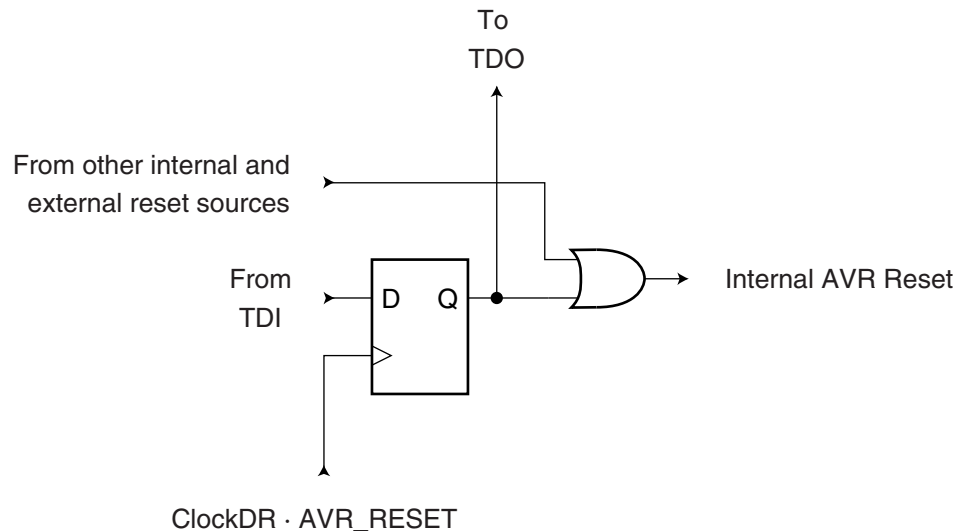 To
TDO
From other internal and
external reset sources
From
TDI
D
Q
Internal AVR Reset
ClockDR · AVR_RESET